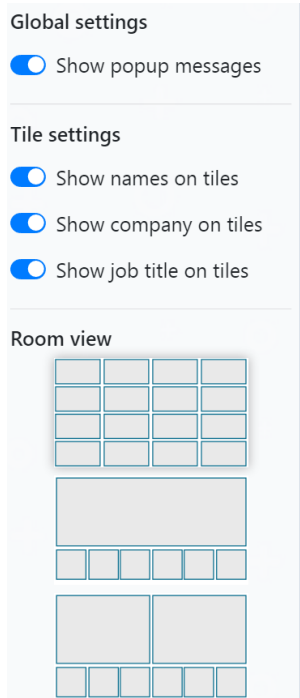 Global settings
Show popup messages
Tile settings
Show names on tiles
Show company on tiles
Show job title on tiles
Room view